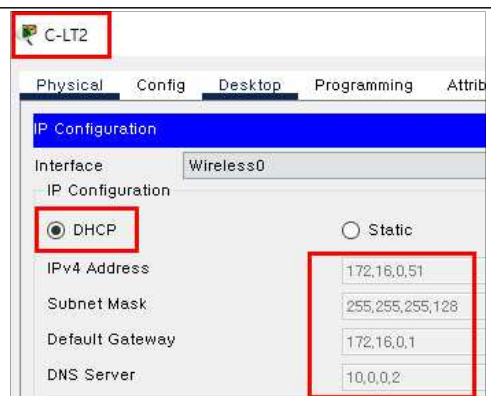 C-LT2
Physical Config Desktop Programming Attrib
IP Configuration
Interface Wireless0
IP Configuration
DHCP Static
IPv4 Address 172,16,0,51
Subnet Mask 255,255,255,128
Default Gateway 172,16,0,1
DNS Server 10,0,0,2